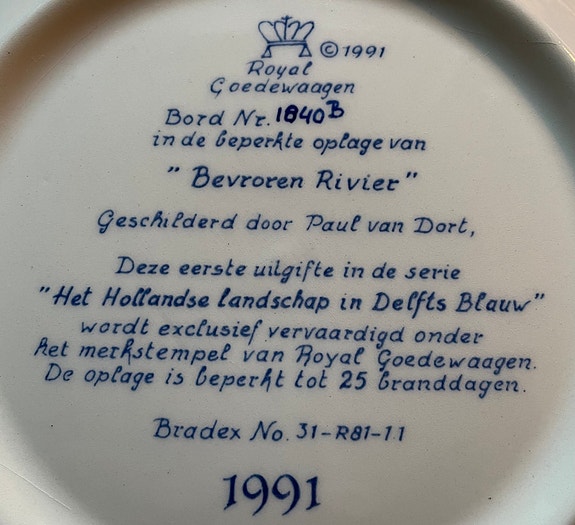 © 1991
Royal
Goedewaagen
Bord Nr. 1840B
in de beperkte oplage van
"Bevroren Rivier"
Geschilderd door Paul van Dort,
Deze eerste uitgifte in de serie
"Het Hollandse landschap in Delfts Blauw"
wordt exclusief vervaardigd onder
het merkstempel van Royal Goedewaagen.
De oplage is beperkt tot 25 branddagen.
Bradex No. 31-R81-1.1
1991